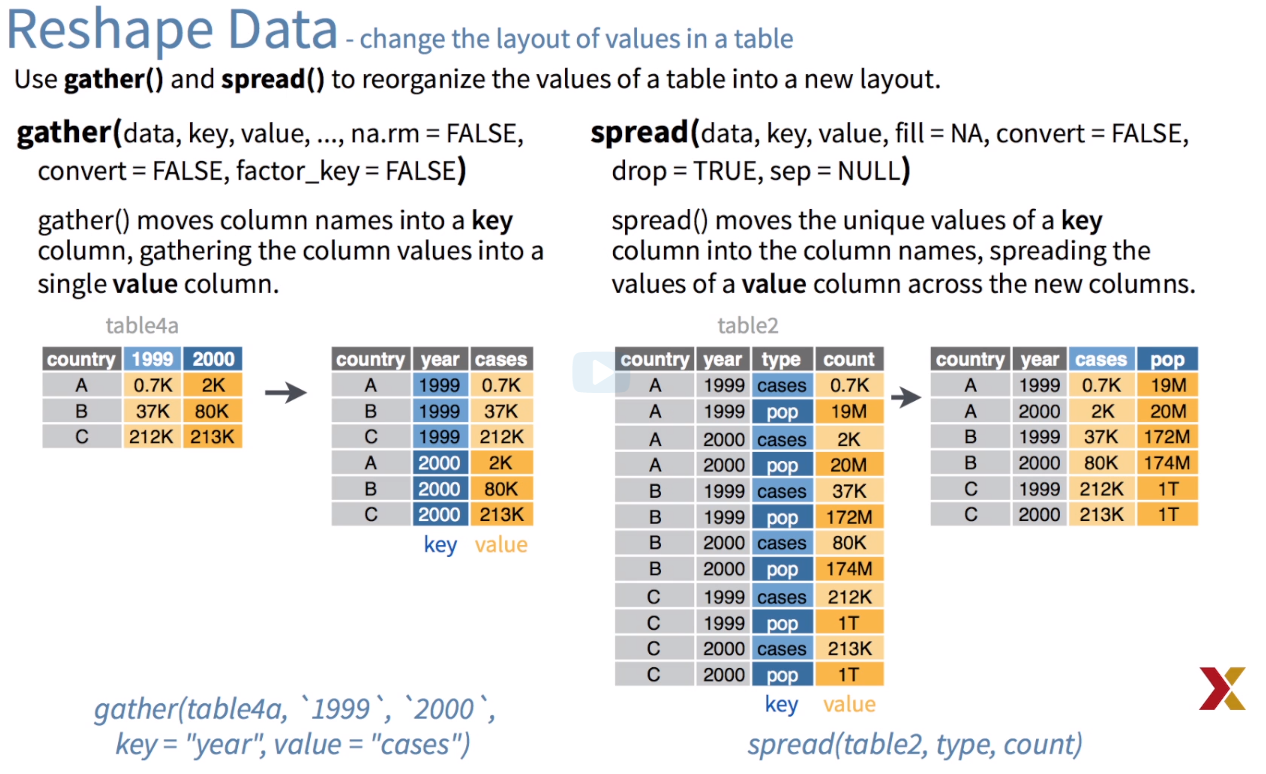 Reshape Data - change the layout of values in a table
Use gather() and spread() to reorganize the values of a table into a new layout.
gather(data, key, value, ..., na.rm = FALSE,
convert = FALSE, factor_key = FALSE)
gather() moves column names into a key
column, gathering the column values into a
single value column.
table4a
country 1999 2000
A 0.7K 2K
B 37K 80K
C 212K 213K
country year cases
A 1999 0.7K
B 1999 37K
C 1999 212K
A 2000 2K
B 2000 80K
C 2000 213K
key value
gather(table4a, `1999`, `2000`,
key = "year", value = "cases")
spread(data, key, value, fill = NA, convert = FALSE,
drop = TRUE, sep = NULL)
spread() moves the unique values of a key
column into the column names, spreading the
values of a value column across the new columns.
table2
country year type count
A 1999 cases 0.7K
A 1999 pop 19M
A 2000 cases 2K
A 2000 pop 20M
B 1999 cases 37K
B 1999 pop 172M
B 2000 cases 80K
B 2000 pop 174M
C 1999 cases 212K
C 1999 pop 1T
C 2000 cases 213K
C 2000 pop 1T
key value
country year cases pop
A 1999 0.7K 19M
A 2000 2K 20M
B 1999 37K 172M
B 2000 80K 174M
C 1999 212K 1T
C 2000 213K 1T
spread(table2, type, count)